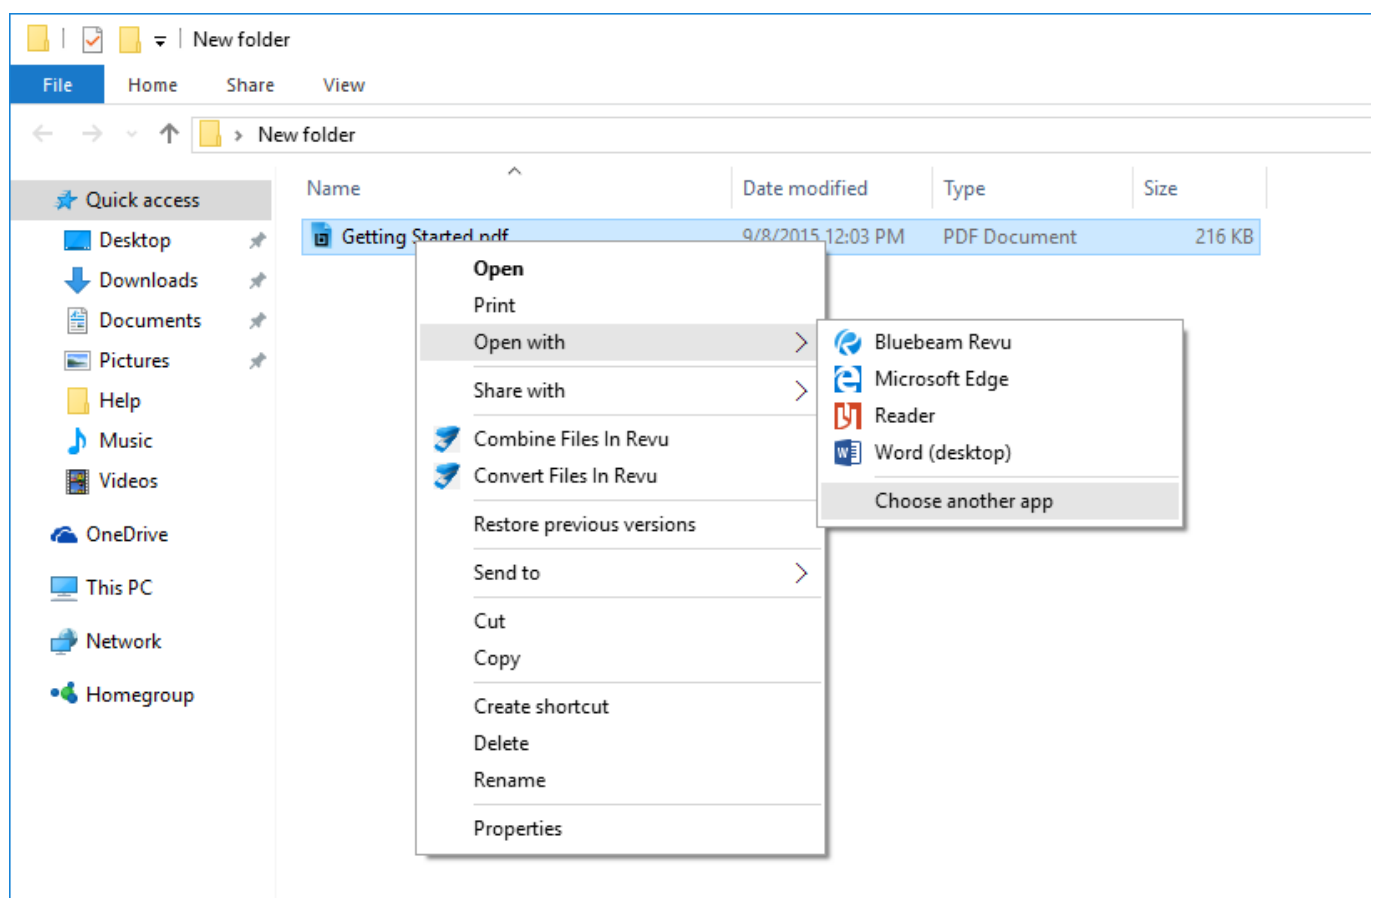 New folder
File Home Share View
New folder
Name Date modified Type Size
Quick access
Desktop
Downloads
Documents
Pictures
Help
Music
Videos
OneDrive
This PC
Network
Homegroup
Getting Started.pdf 9/8/2015 12:03 PM PDF Document 216 KB
Open
Print
Open with
Share with
Combine Files In Revu
Convert Files In Revu
Restore previous versions
Send to
Cut
Copy
Create shortcut
Delete
Rename
Properties
Bluebeam Revu
Microsoft Edge
Reader
Word (desktop)
Choose another app